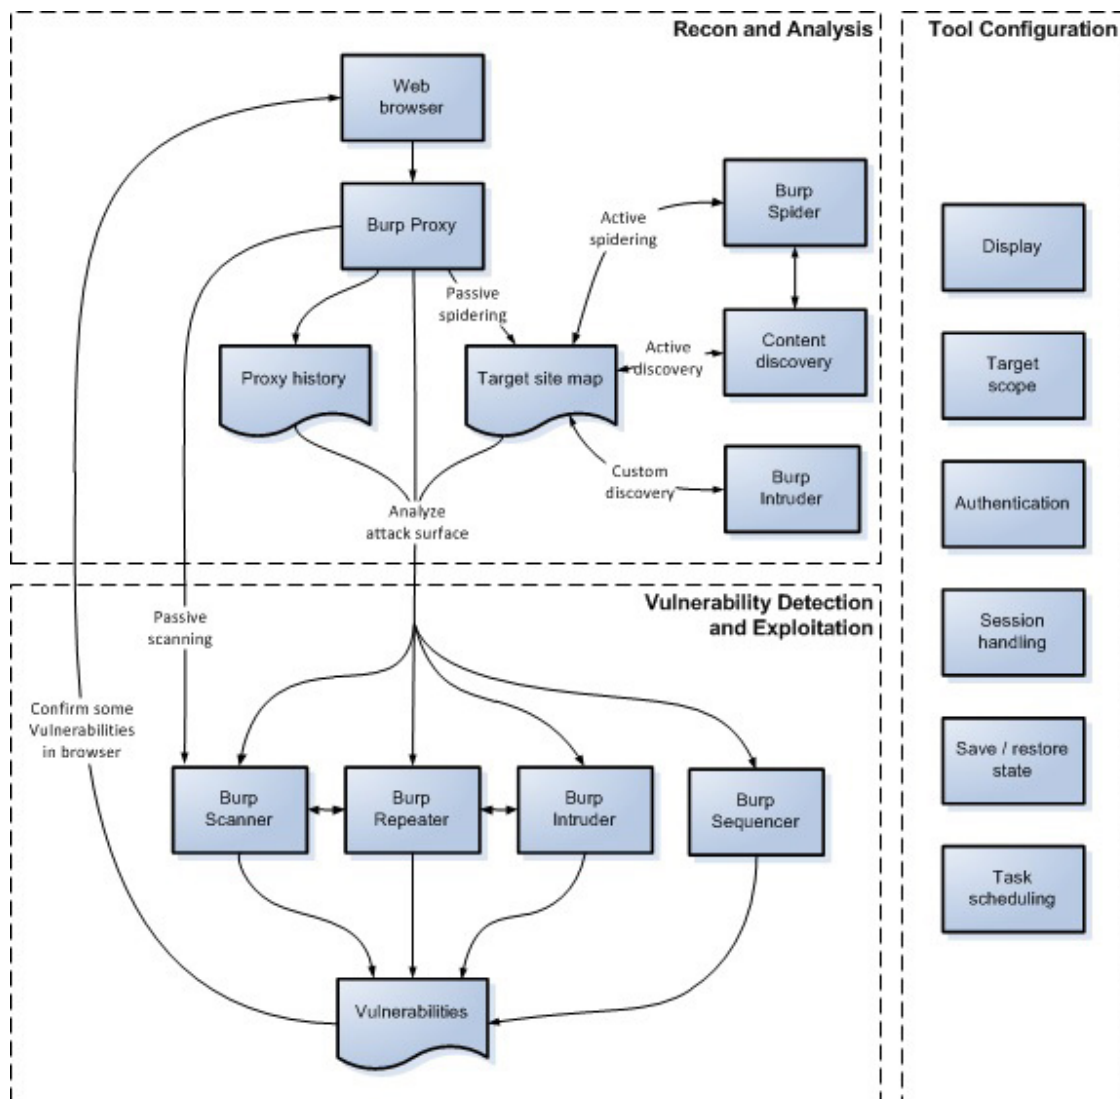 Recon and Analysis
Tool Configuration
Web
browser
Burp Proxy
Burp
Spider
Active
spidering
Passive
spidering
Proxy history
Target site map
Active
discovery
Content
discovery
Custom
discovery
Burp
Intruder
Analyze
attack surface
Display
Target
scope
Authentication
Session
handling
Save / restore
state
Task
scheduling
Vulnerability Detection
and Exploitation
Passive
scanning
Confirm some
Vulnerabilities
in browser
Burp
Scanner
Burp
Repeater
Burp
Intruder
Burp
Sequencer
Vulnerabilities